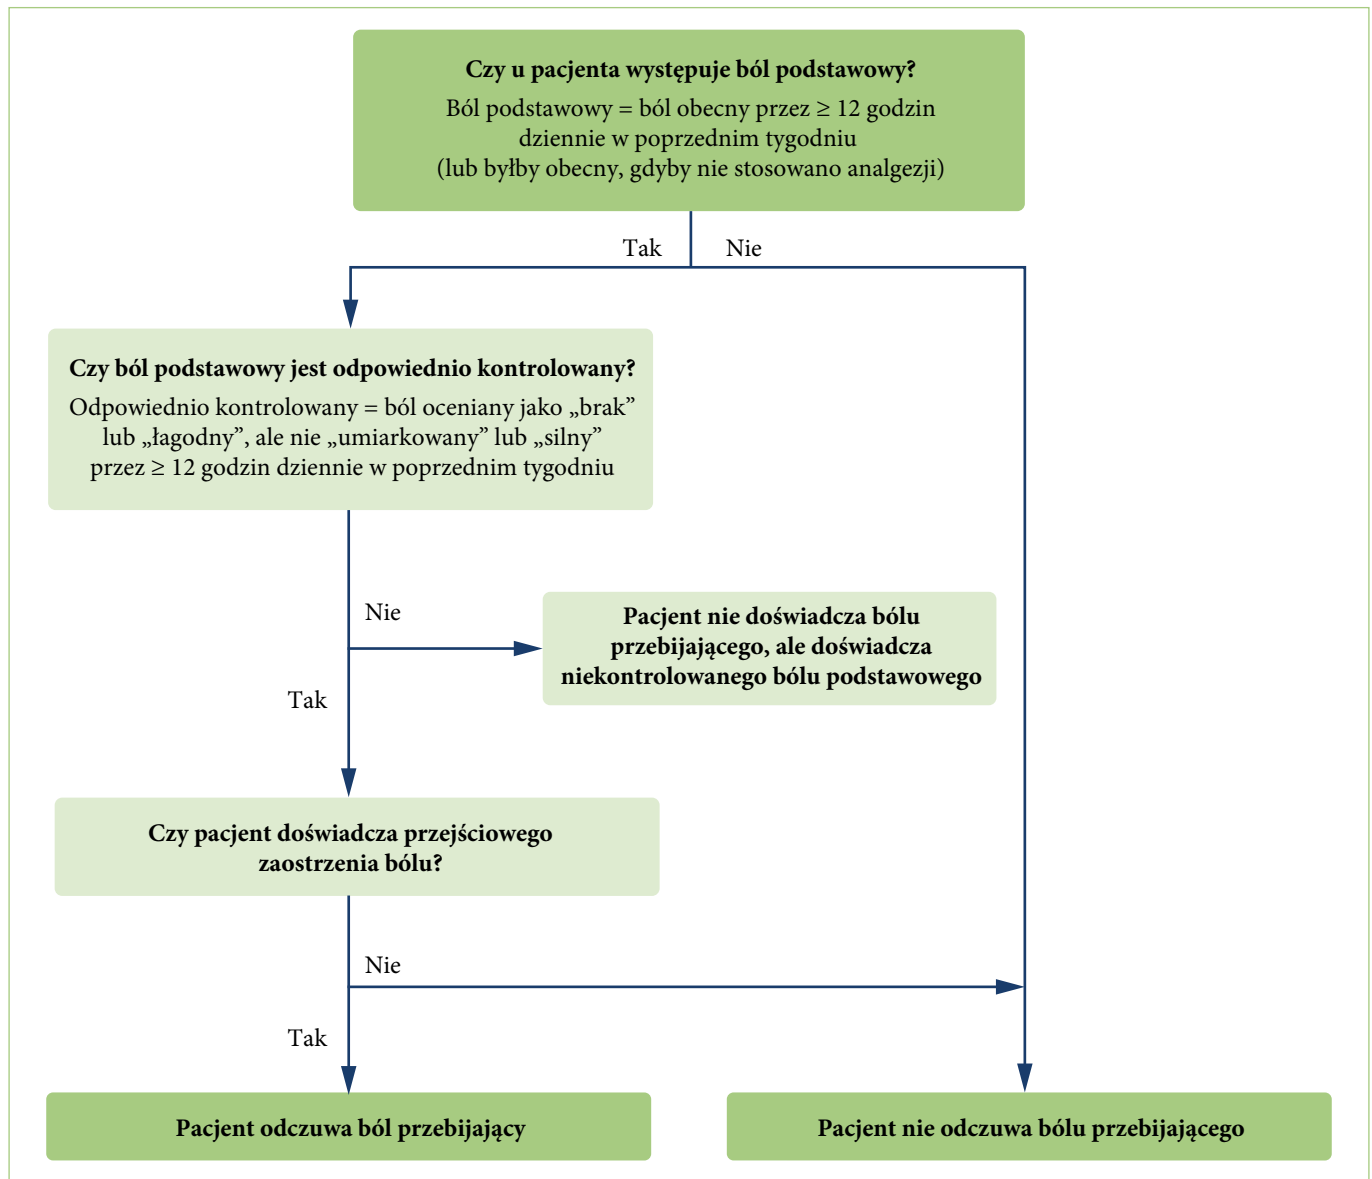 Czy u pacjenta występuje ból podstawowy?
Ból podstawowy = ból obecny przez ≥ 12 godzin
dziennie w poprzednim tygodniu
(lub byłby obecny, gdyby nie stosowano analgezji)
Tak
Nie
Czy ból podstawowy jest odpowiednio kontrolowany?
Odpowiednio kontrolowany = ból oceniany jako „brak”
lub „łagodny”, ale nie „umiarkowany” lub „silny”
przez ≥ 12 godzin dziennie w poprzednim tygodniu
Nie
Pacjent nie doświadcza bólu
przebijającego, ale doświadcza
niekontrolowanego bólu podstawowego
Tak
Czy pacjent doświadcza przejściowego
zaostrzenia bólu?
Nie
Tak
Pacjent odczuwa ból przebijający
Pacjent nie odczuwa bólu przebijającego